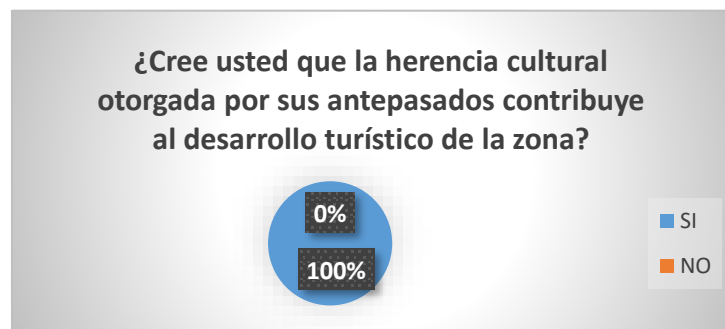 ¿Cree usted que la herencia cultural
otorgada por sus antepasados contribuye
al desarrollo turístico de la zona?
0%
100%
SI
NO